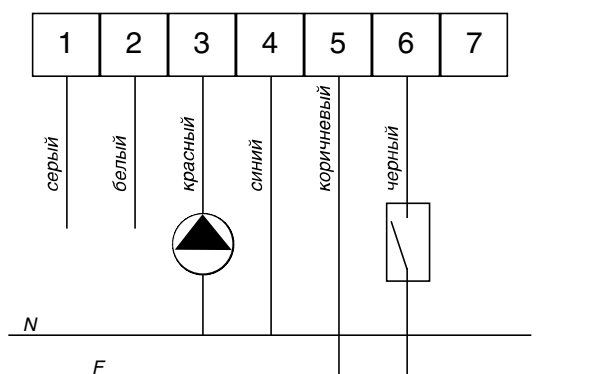 1 2 3 4 5 6 7
серый белый красный синий коричневый черный
N
F